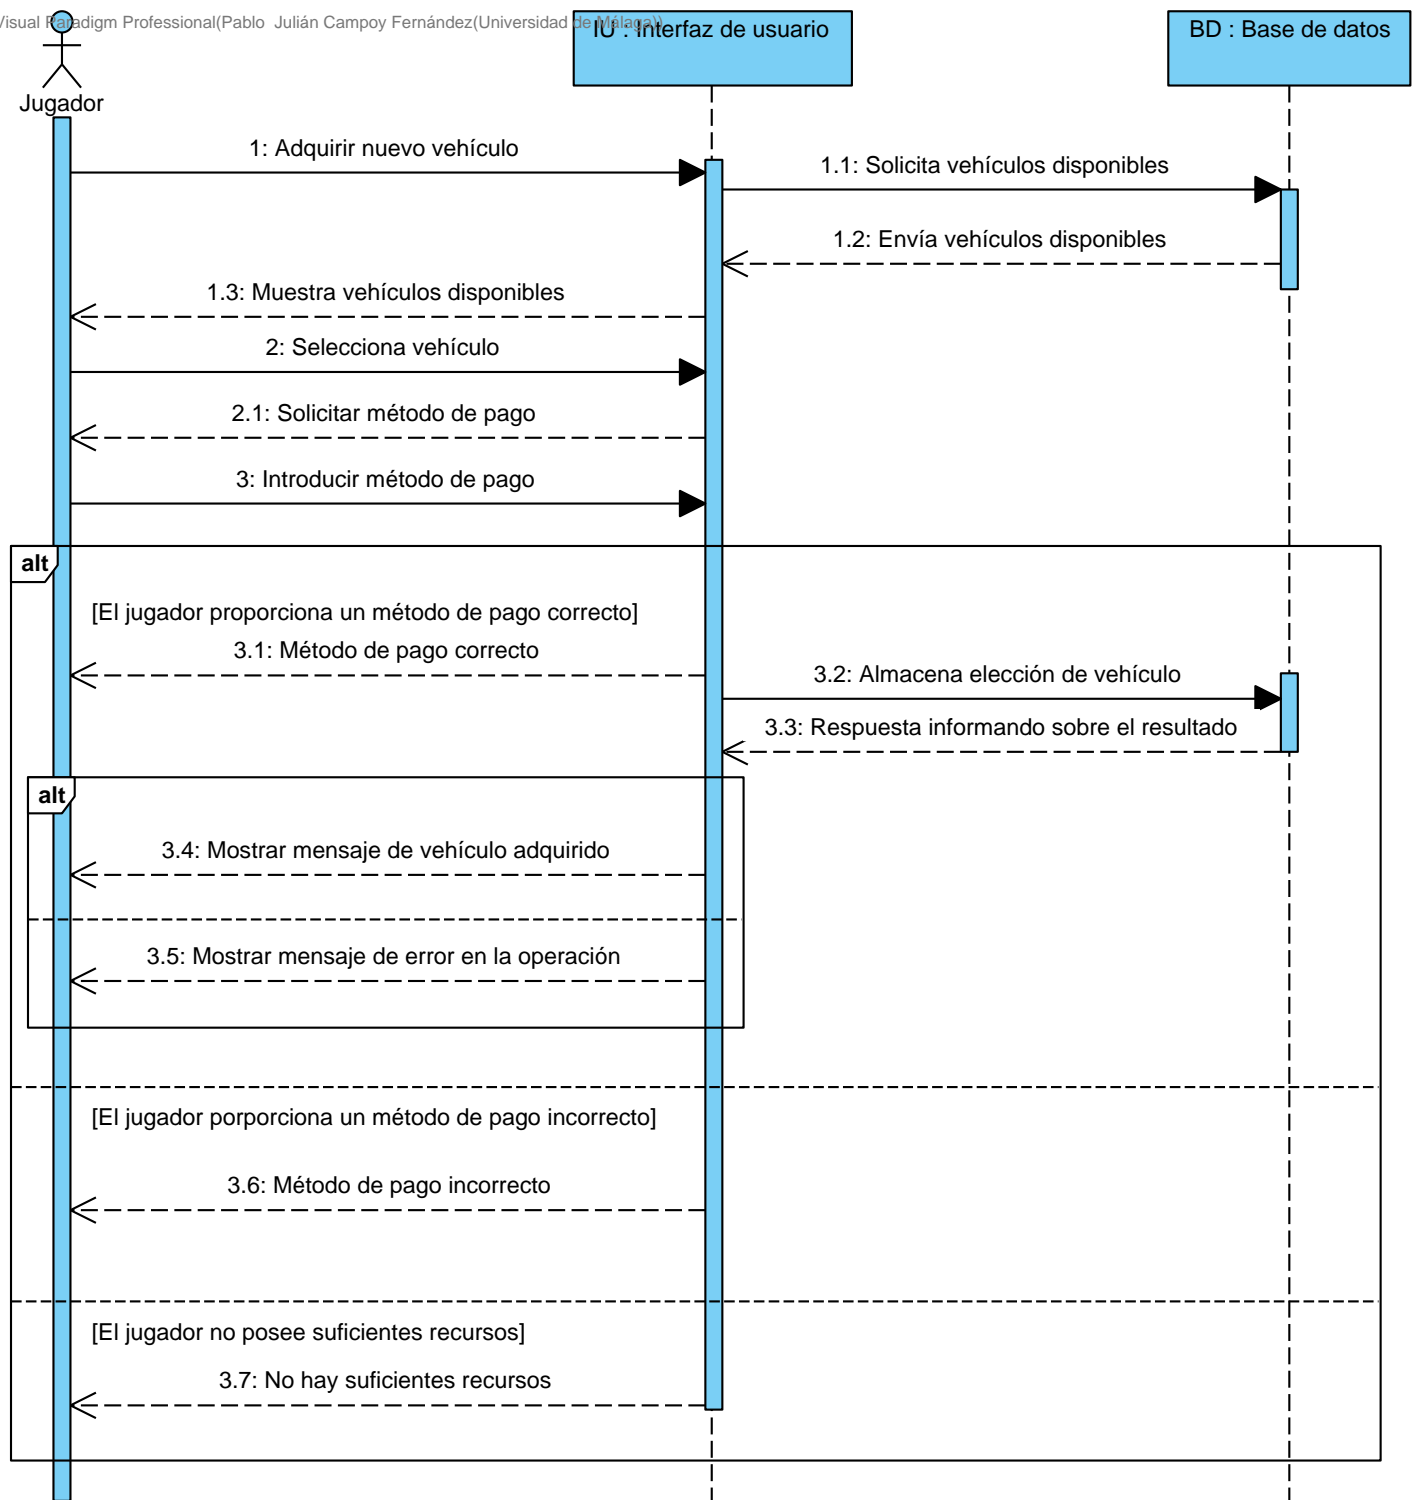 Visual Paradigm Professional(Pablo Julián Campoy Fernández(Universidad de Málaga))
IU : Interfaz de usuario
BD : Base de datos
Jugador
1: Adquirir nuevo vehículo
1.1: Solicita vehículos disponibles
1.2: Envía vehículos disponibles
1.3: Muestra vehículos disponibles
2: Selecciona vehículo
2.1: Solicitar método de pago
3: Introducir método de pago
alt
[El jugador proporciona un método de pago correcto]
3.1: Método de pago correcto
3.2: Almacena elección de vehículo
3.3: Respuesta informando sobre el resultado
alt
3.4: Mostrar mensaje de vehículo adquirido
3.5: Mostrar mensaje de error en la operación
[El jugador porporciona un método de pago incorrecto]
3.6: Método de pago incorrecto
[El jugador no posee suficientes recursos]
3.7: No hay suficientes recursos